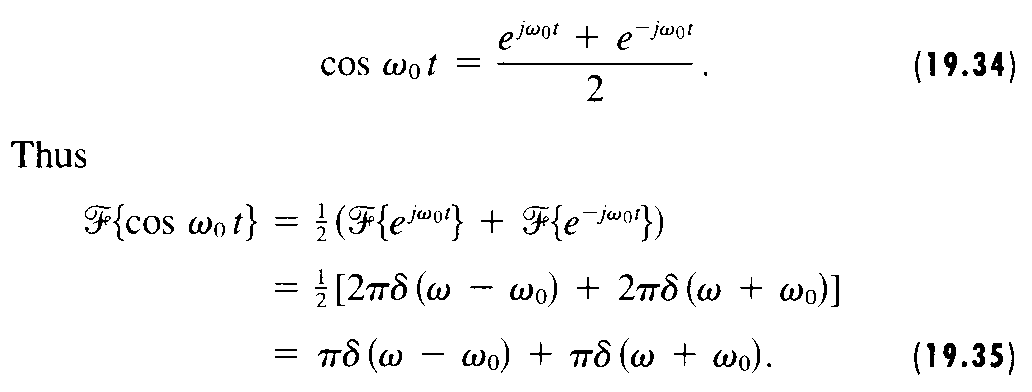 cos ω₀t = (e^{jω₀t} + e^{−jω₀t}) / 2 . (19.34)
Thus
ℱ{cos ω₀t} = ½(ℱ{e^{jω₀t}} + ℱ{e^{−jω₀t}})
= ½[2πδ(ω − ω₀) + 2πδ(ω + ω₀)]
= πδ(ω − ω₀) + πδ(ω + ω₀). (19.35)